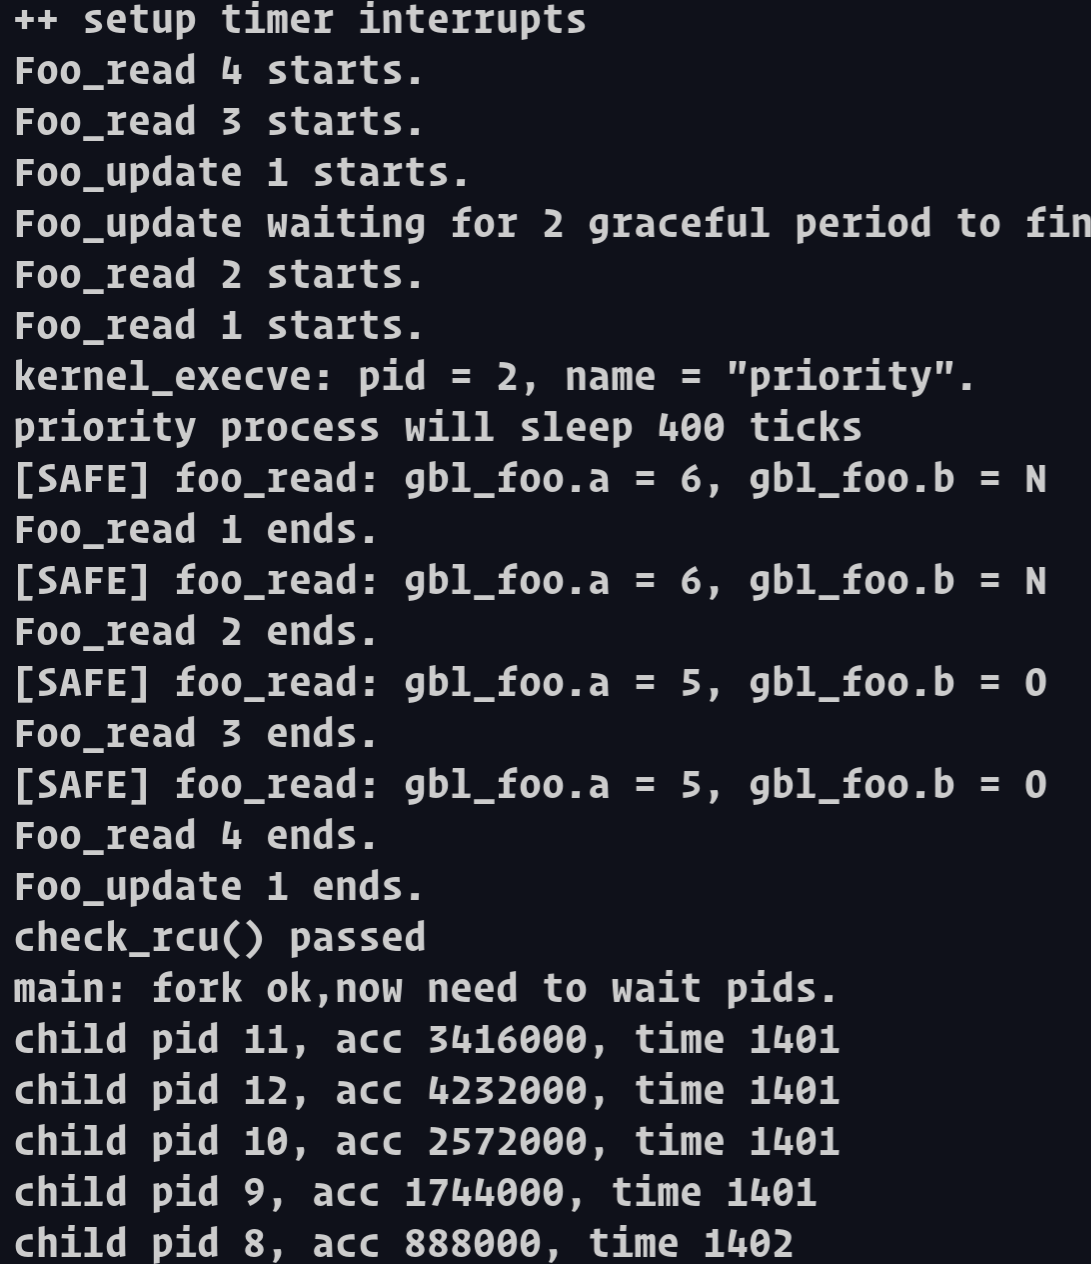 ++ setup timer interrupts
Foo_read 4 starts.
Foo_read 3 starts.
Foo_update 1 starts.
Foo_update waiting for 2 graceful period to fin
Foo_read 2 starts.
Foo_read 1 starts.
kernel_execve: pid = 2, name = "priority".
priority process will sleep 400 ticks
[SAFE] foo_read: gbl_foo.a = 6, gbl_foo.b = N
Foo_read 1 ends.
[SAFE] foo_read: gbl_foo.a = 6, gbl_foo.b = N
Foo_read 2 ends.
[SAFE] foo_read: gbl_foo.a = 5, gbl_foo.b = O
Foo_read 3 ends.
[SAFE] foo_read: gbl_foo.a = 5, gbl_foo.b = O
Foo_read 4 ends.
Foo_update 1 ends.
check_rcu() passed
main: fork ok,now need to wait pids.
child pid 11, acc 3416000, time 1401
child pid 12, acc 4232000, time 1401
child pid 10, acc 2572000, time 1401
child pid 9, acc 1744000, time 1401
child pid 8, acc 888000, time 1402